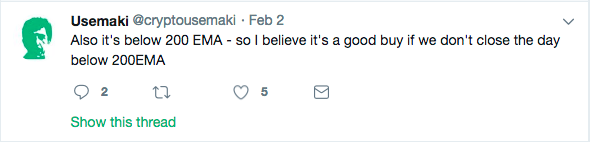 Usemaki @cryptousemaki · Feb 2
Also it's below 200 EMA - so I believe it's a good buy if we don't close the day
below 200EMA
2 5
Show this thread